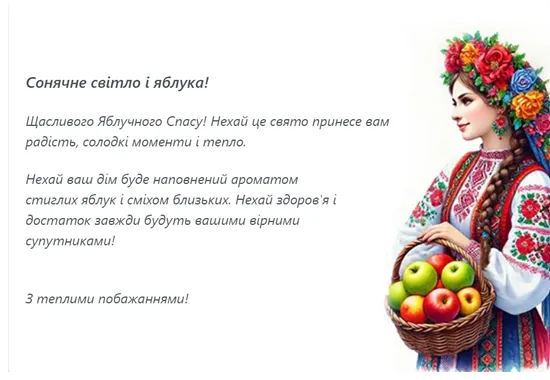 Сонячне світло і яблука!
Щасливого Яблучного Спасу! Нехай це свято принесе вам
радість, солодкі моменти і тепло.
Нехай ваш дім буде наповнений ароматом
стиглих яблук і сміхом близьких. Нехай здоров'я і
достаток завжди будуть вашими вірними
супутниками!
З теплими побажаннями!